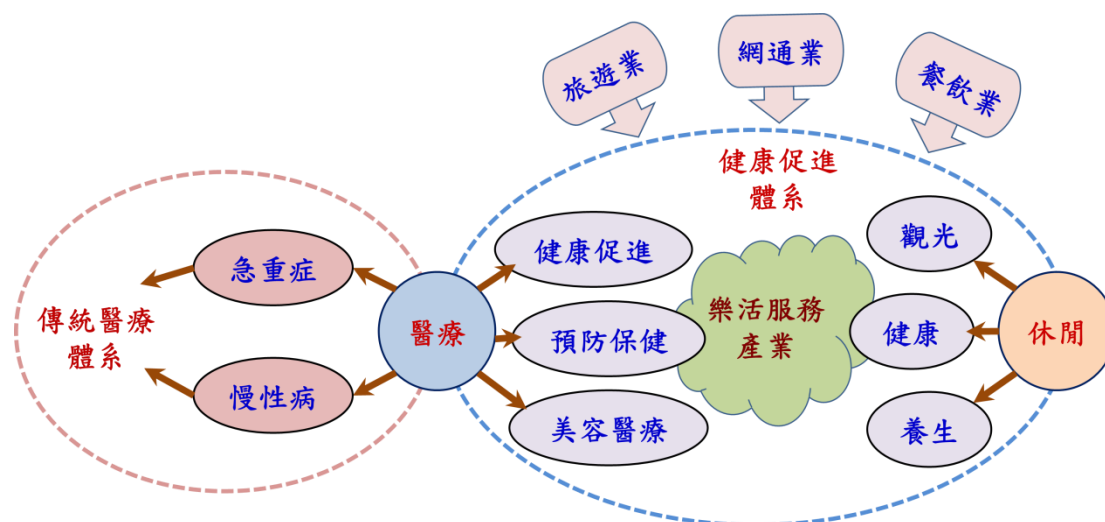 旅遊業
網通業
餐飲業
健康促進
體系
急重症
傳統醫療
體系
慢性病
醫療
健康促進
預防保健
美容醫療
樂活服務
產業
觀光
健康
養生
休閒